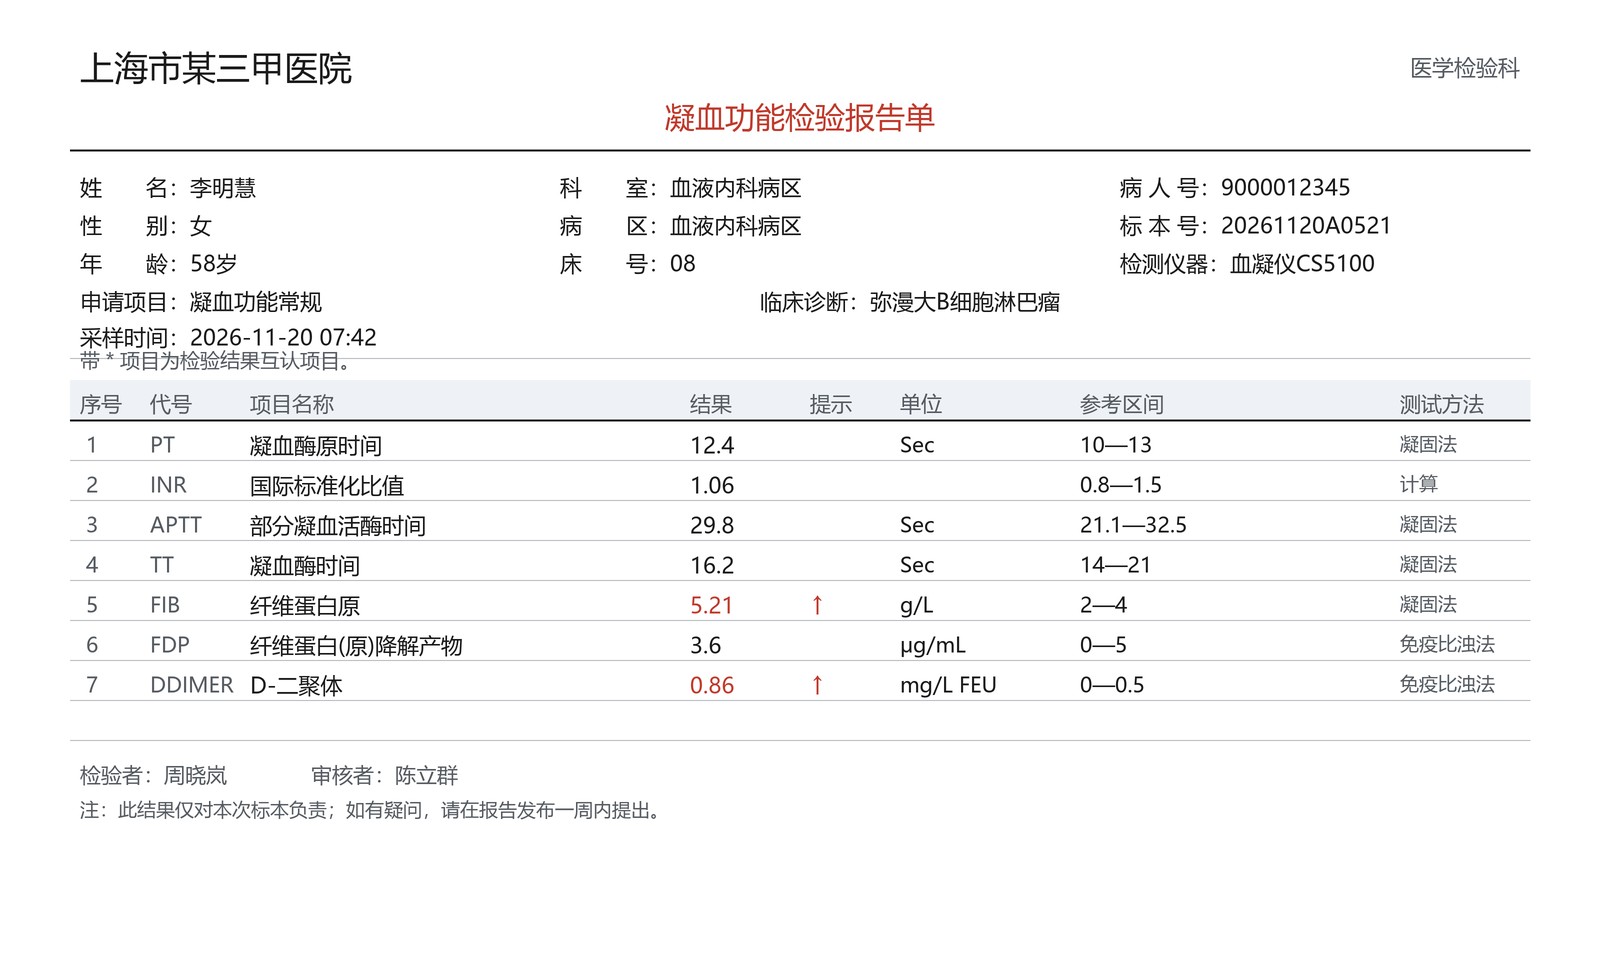 上海市某三甲医院 医学检验科
凝血功能检验报告单
姓 名：李明慧 科 室：血液内科病区 病 人 号：9000012345
性 别：女 病 区：血液内科病区 标 本 号：20261120A0521
年 龄：58岁 床 号：08 检测仪器：血凝仪CS5100
申请项目：凝血功能常规 临床诊断：弥漫大B细胞淋巴瘤
采样时间：2026-11-20 07:42
带 * 项目为检验结果互认项目。
序号 代号 项目名称 结果 提示 单位 参考区间 测试方法
1 PT 凝血酶原时间 12.4 Sec 10—13 凝固法
2 INR 国际标准化比值 1.06 0.8—1.5 计算
3 APTT 部分凝血活酶时间 29.8 Sec 21.1—32.5 凝固法
4 TT 凝血酶时间 16.2 Sec 14—21 凝固法
5 FIB 纤维蛋白原 5.21 ↑ g/L 2—4 凝固法
6 FDP 纤维蛋白(原)降解产物 3.6 μg/mL 0—5 免疫比浊法
7 DDIMER D-二聚体 0.86 ↑ mg/L FEU 0—0.5 免疫比浊法
检验者：周晓岚 审核者：陈立群
注：此结果仅对本次标本负责；如有疑问，请在报告发布一周内提出。